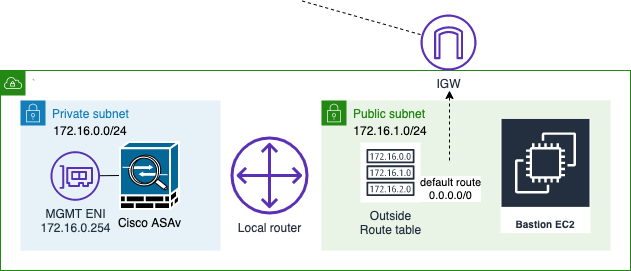 IGW
Private subnet
172.16.0.0/24
MGMT ENI
172.16.0.254
Cisco ASAv
Local router
Public subnet
172.16.1.0/24
172.16.0.0
172.16.1.0
172.16.2.0
default route
0.0.0.0/0
Outside
Route table
Bastion EC2